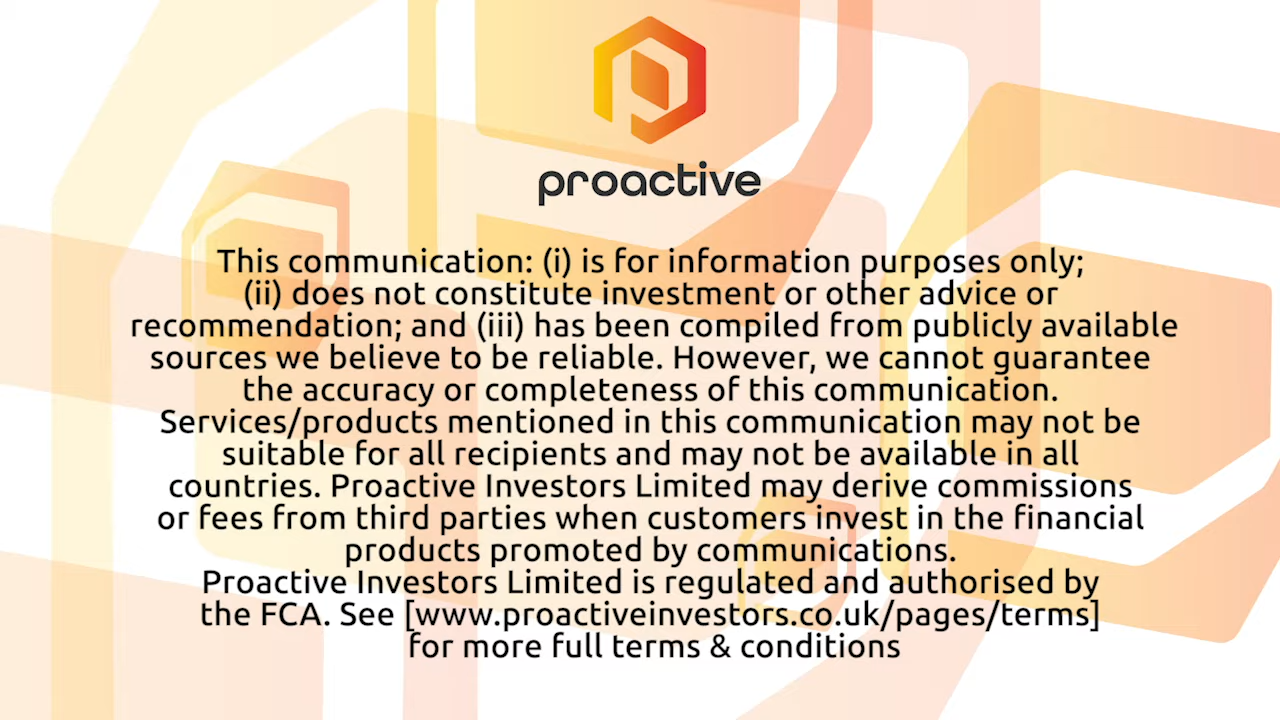 proactive
This communication: (i) is for information purposes only;
(ii) does not constitute investment or other advice or
recommendation; and (iii) has been compiled from publicly available
sources we believe to be reliable. However, we cannot guarantee
the accuracy or completeness of this communication.
Services/products mentioned in this communication may not be
suitable for all recipients and may not be available in all
countries. Proactive Investors Limited may derive commissions
or fees from third parties when customers invest in the financial
products promoted by communications.
Proactive Investors Limited is regulated and authorised by
the FCA. See [www.proactiveinvestors.co.uk/pages/terms]
for more full terms & conditions